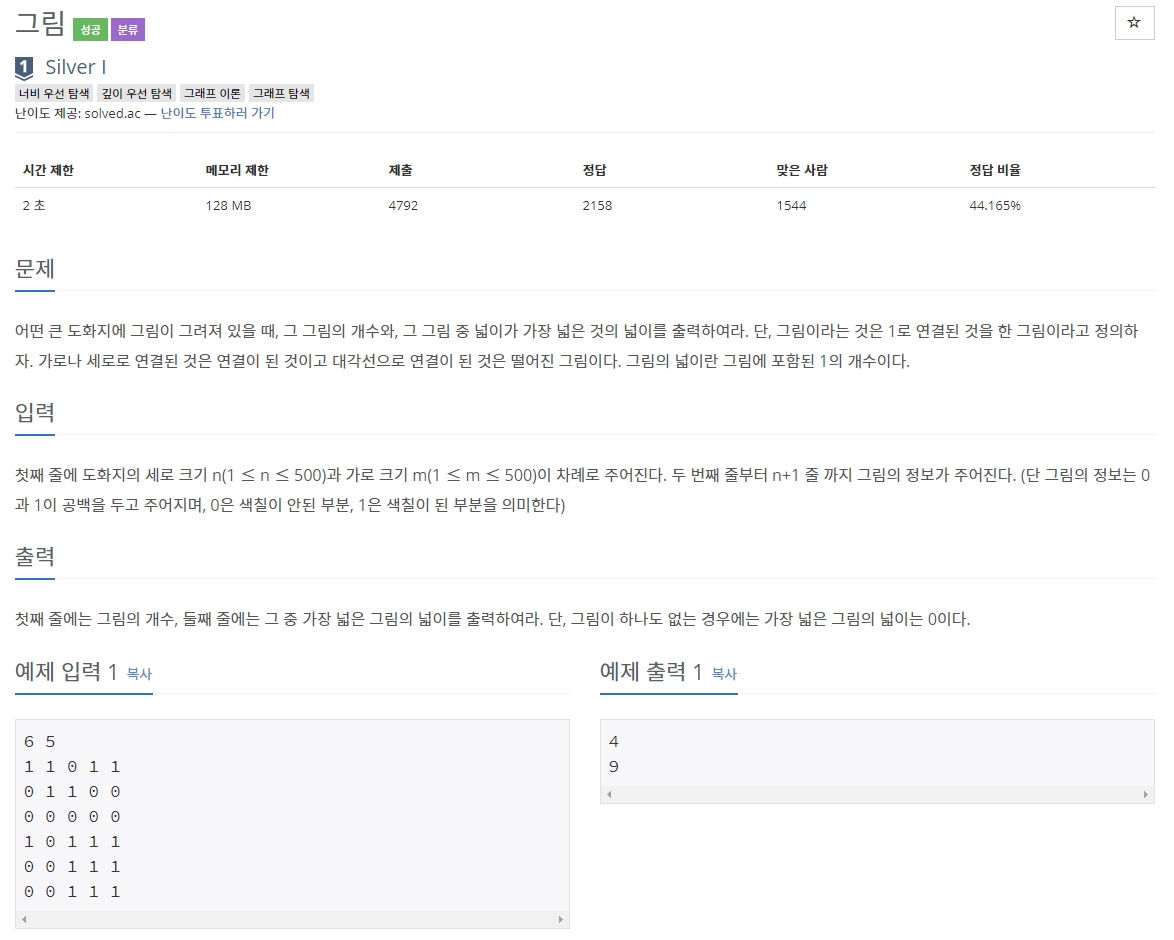 그림 성공 분류
☆
1 Silver I
너비 우선 탐색 깊이 우선 탐색 그래프 이론 그래프 탐색
난이도 제공: solved.ac — 난이도 투표하러 가기
시간 제한 메모리 제한 제출 정답 맞은 사람 정답 비율
2 초 128 MB 4792 2158 1544 44.165%
문제
어떤 큰 도화지에 그림이 그려져 있을 때, 그 그림의 개수와, 그 그림 중 넓이가 가장 넓은 것의 넓이를 출력하여라. 단, 그림이라는 것은 1로 연결된 것을 한 그림이라고 정의하
자. 가로나 세로로 연결된 것은 연결이 된 것이고 대각선으로 연결이 된 것은 떨어진 그림이다. 그림의 넓이란 그림에 포함된 1의 개수이다.
입력
첫째 줄에 도화지의 세로 크기 n(1 ≤ n ≤ 500)과 가로 크기 m(1 ≤ m ≤ 500)이 차례로 주어진다. 두 번째 줄부터 n+1 줄 까지 그림의 정보가 주어진다. (단 그림의 정보는 0
과 1이 공백을 두고 주어지며, 0은 색칠이 안된 부분, 1은 색칠이 된 부분을 의미한다)
출력
첫째 줄에는 그림의 개수, 둘째 줄에는 그 중 가장 넓은 그림의 넓이를 출력하여라. 단, 그림이 하나도 없는 경우에는 가장 넓은 그림의 넓이는 0이다.
예제 입력 1 복사
6 5
1 1 0 1 1
0 1 1 0 0
0 0 0 0 0
1 0 1 1 1
0 0 1 1 1
0 0 1 1 1
예제 출력 1 복사
4
9